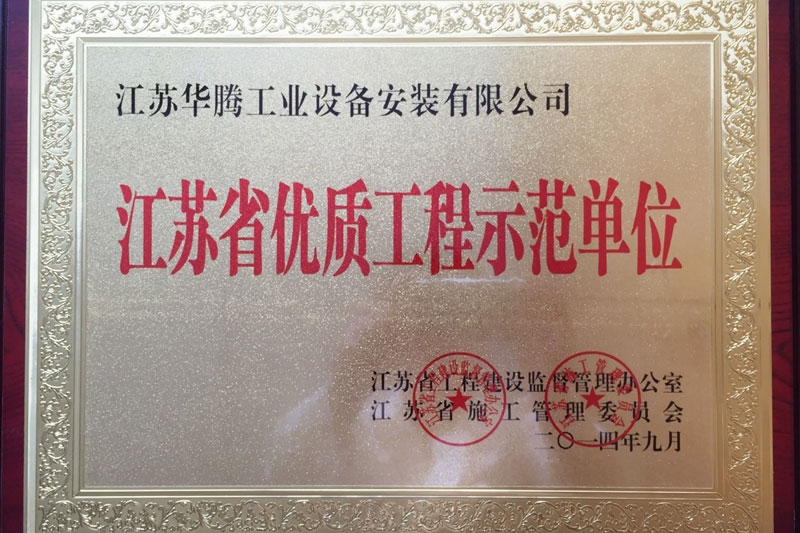 江苏华腾工业设备安装有限公司
江苏省优质工程示范单位
江苏省工程建设监督管理办公室
江苏省施工管理委员会
二〇一四年九月